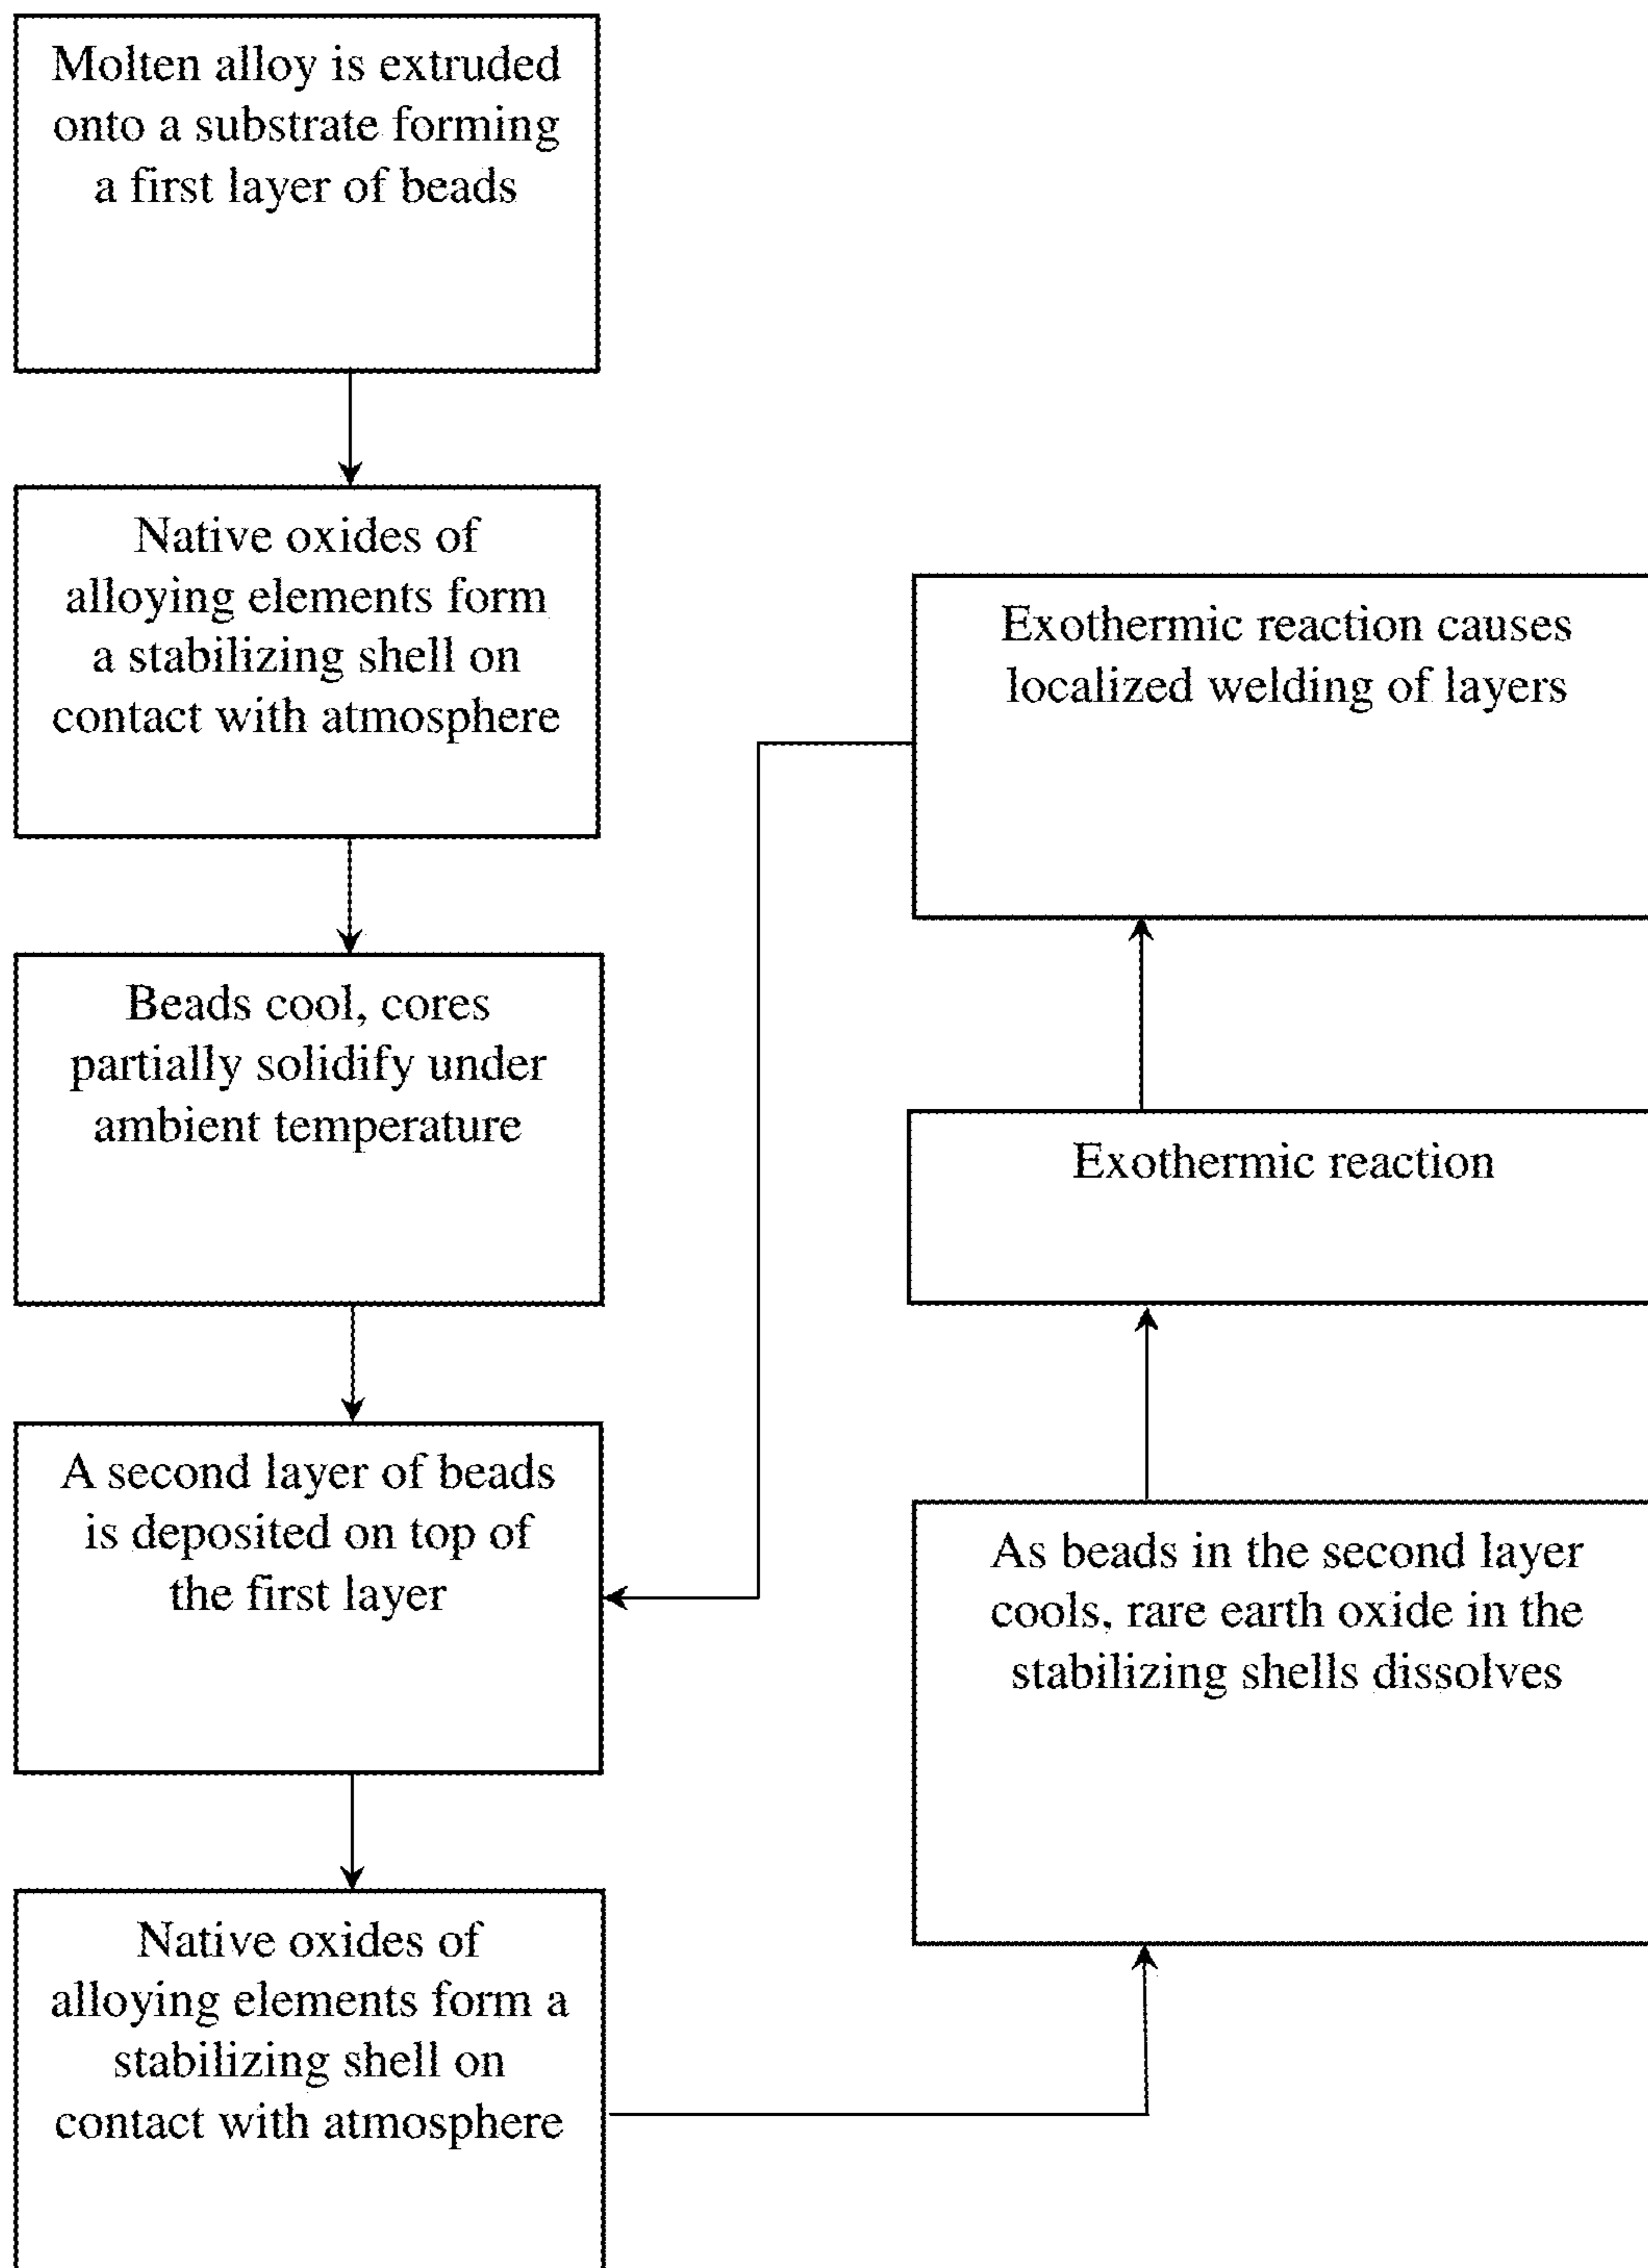 Molten alloy is extruded
onto a substrate forming
a first layer of beads
Native oxides of
alloying elements form
a stabilizing shell on
contact with atmosphere
Beads cool, cores
partially solidify under
ambient temperature
A second layer of beads
is deposited on top of
the first layer
Native oxides of
alloying elements form a
stabilizing shell on
contact with atmosphere
As beads in the second layer
cools, rare earth oxide in the
stabilizing shells dissolves
Exothermic reaction
Exothermic reaction causes
localized welding of layers